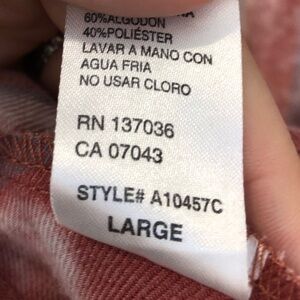 60%ALGODON
40%POLIÉSTER
LAVAR A MANO CON
AGUA FRIA
NO USAR CLORO
RN 137036
CA 07043
STYLE# A10457C
LARGE